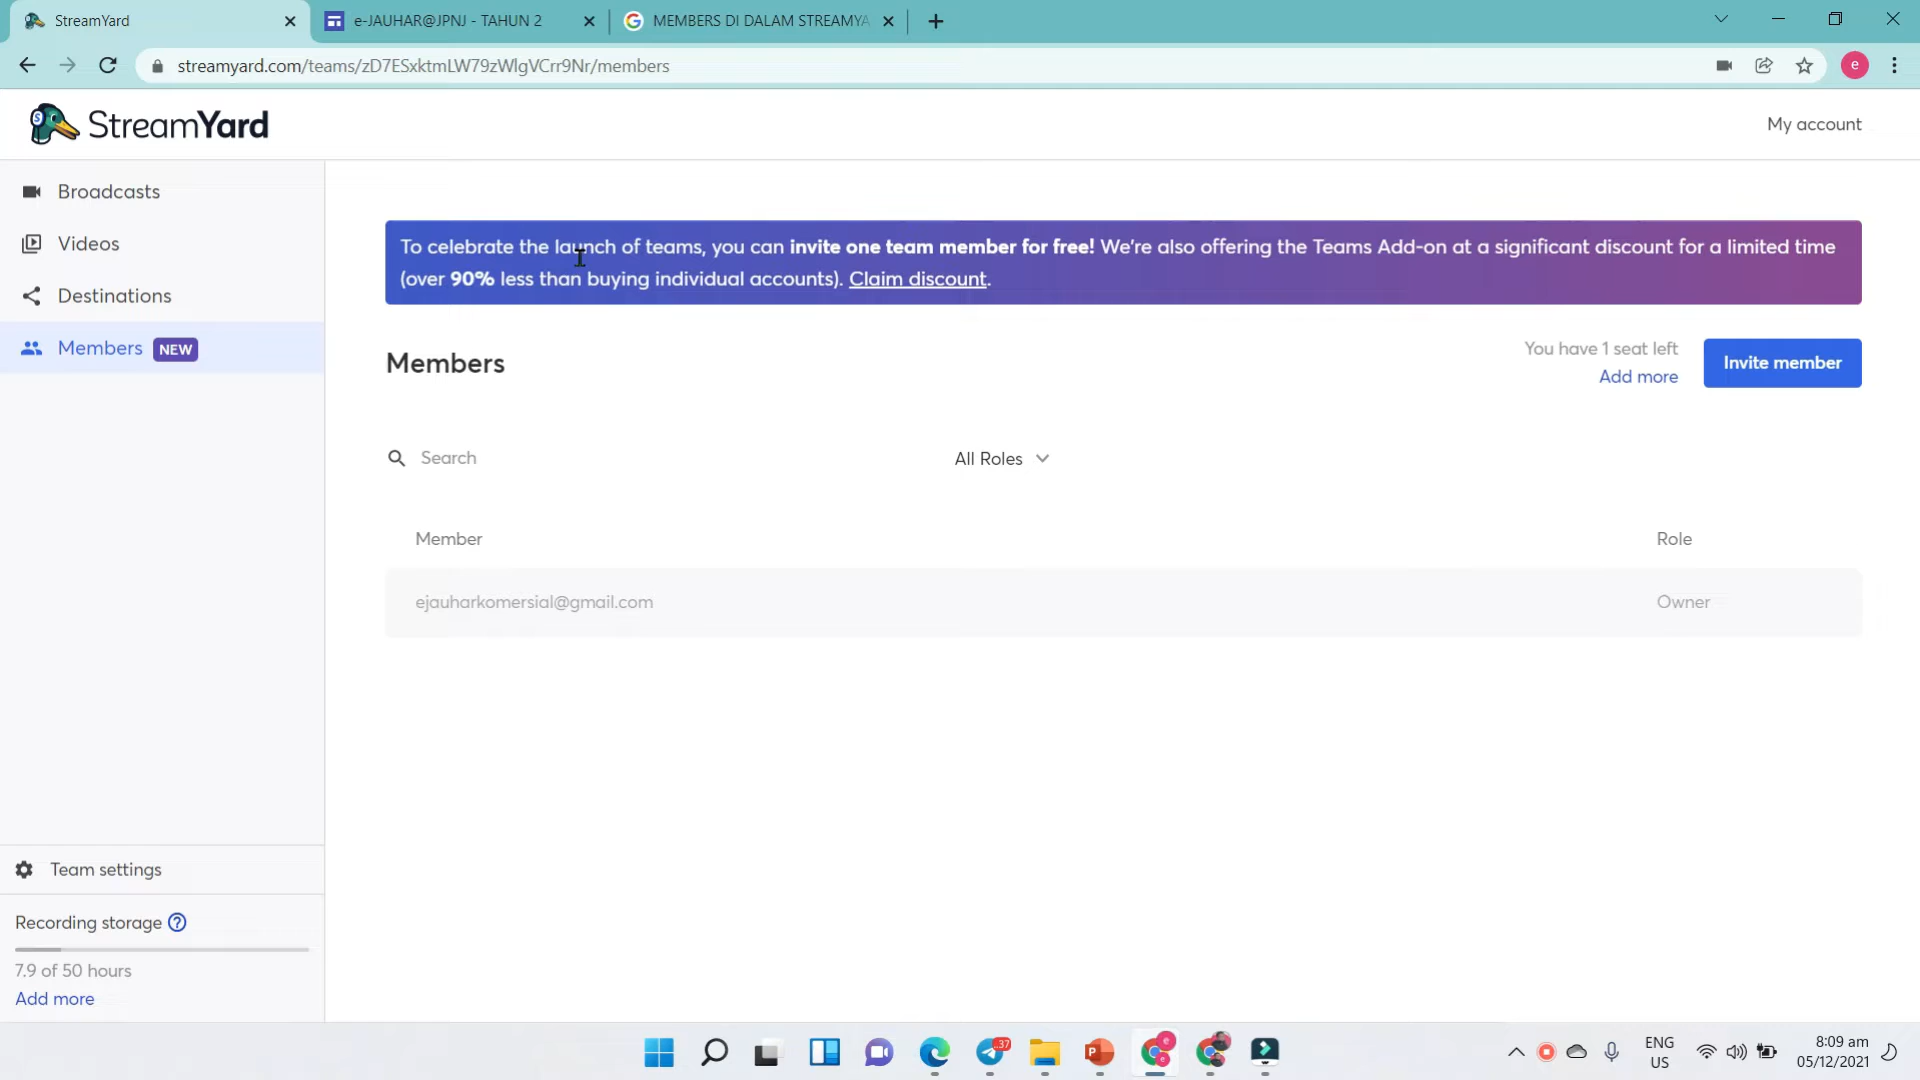 StreamYard
e-JAUHAR@JPNJ - TAHUN 2
MEMBERS DI DALAM STREAMYA
streamyard.com/teams/zD7ESxktmLW79zWlgVCrr9Nr/members
e
StreamYard
My account
Broadcasts
Videos
Destinations
Members NEW
To celebrate the launch of teams, you can invite one team member for free! We're also offering the Teams Add-on at a significant discount for a limited time
(over 90% less than buying individual accounts). Claim discount.
Members
You have 1 seat left
Add more
Invite member
Search
All Roles
Member
Role
ejauharkomersial@gmail.com
Owner
Team settings
Recording storage
7.9 of 50 hours
Add more
37
ENG
US
8:09 am
05/12/2021